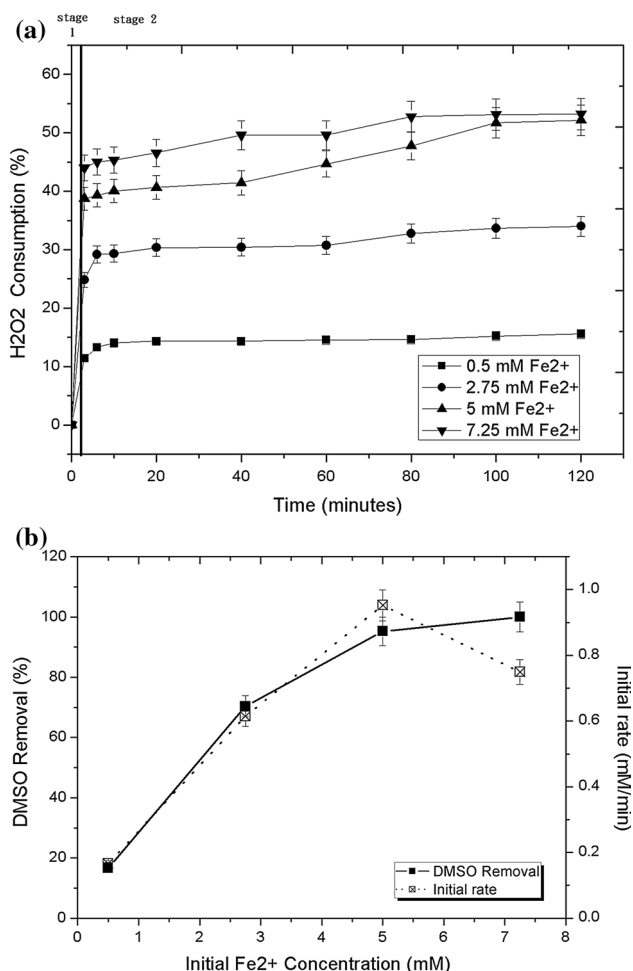 (a)
stage
1
stage 2
60
50
40
30
20
10
0
H2O2 Consumption (%)
0.5 mM Fe2+
2.75 mM Fe2+
5 mM Fe2+
7.25 mM Fe2+
0 20 40 60 80 100 120
Time (minutes)
(b)
120
100
80
60
40
20
0
DMSO Removal (%)
1.0
0.8
0.6
0.4
0.2
0.0
Initial rate (mM/min)
DMSO Removal
Initial rate
0 1 2 3 4 5 6 7 8
Initial Fe2+ Concentration (mM)